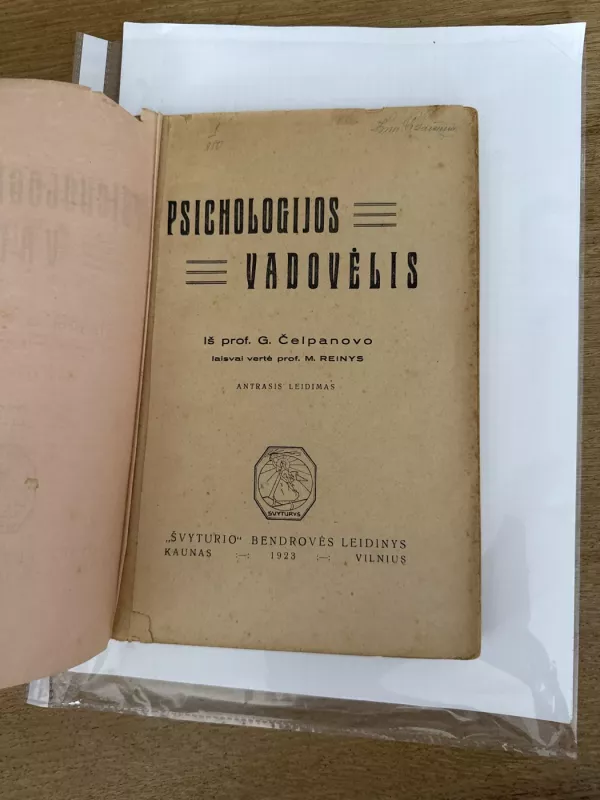 PSICHOLOGIJOS
VADOVĖLIS
Iš prof. G. Čelpanovo
laisvai vertė prof. M. REINYS
ANTRASIS LEIDIMAS
ŠVYTURYS
„ŠVYTURIO“ BENDROVĖS LEIDINYS
KAUNAS :—: 1923 :—: VILNIUS